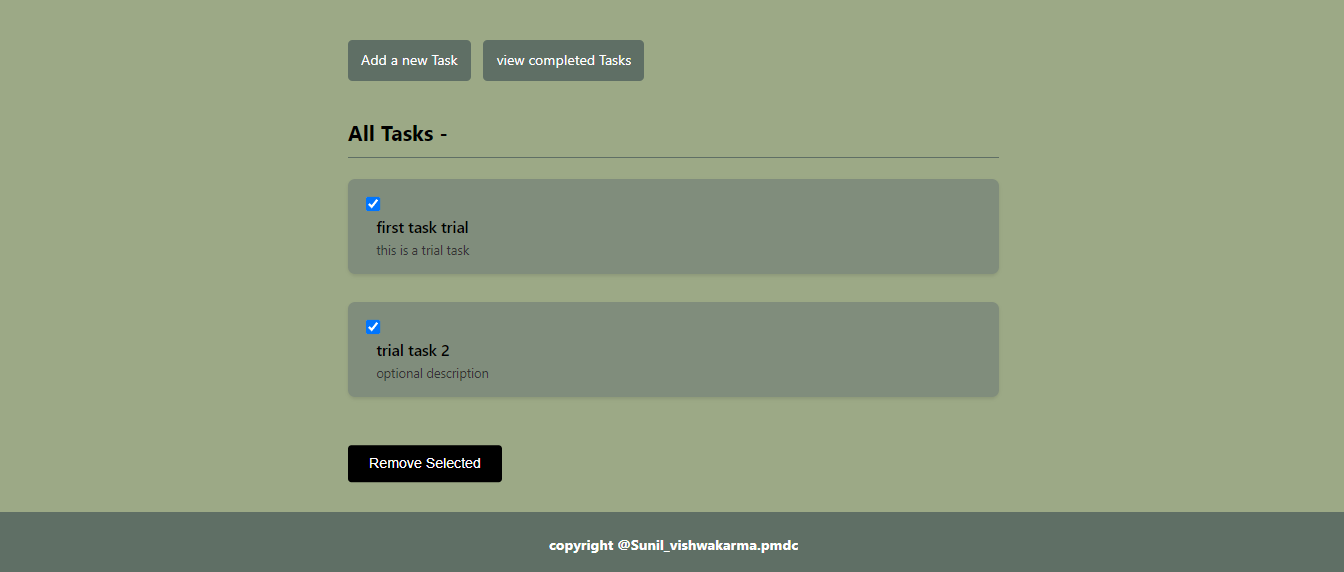 Add a new Task view completed Tasks
All Tasks -
first task trial
this is a trial task
trial task 2
optional description
Remove Selected
copyright @Sunil_vishwakarma.pmdc